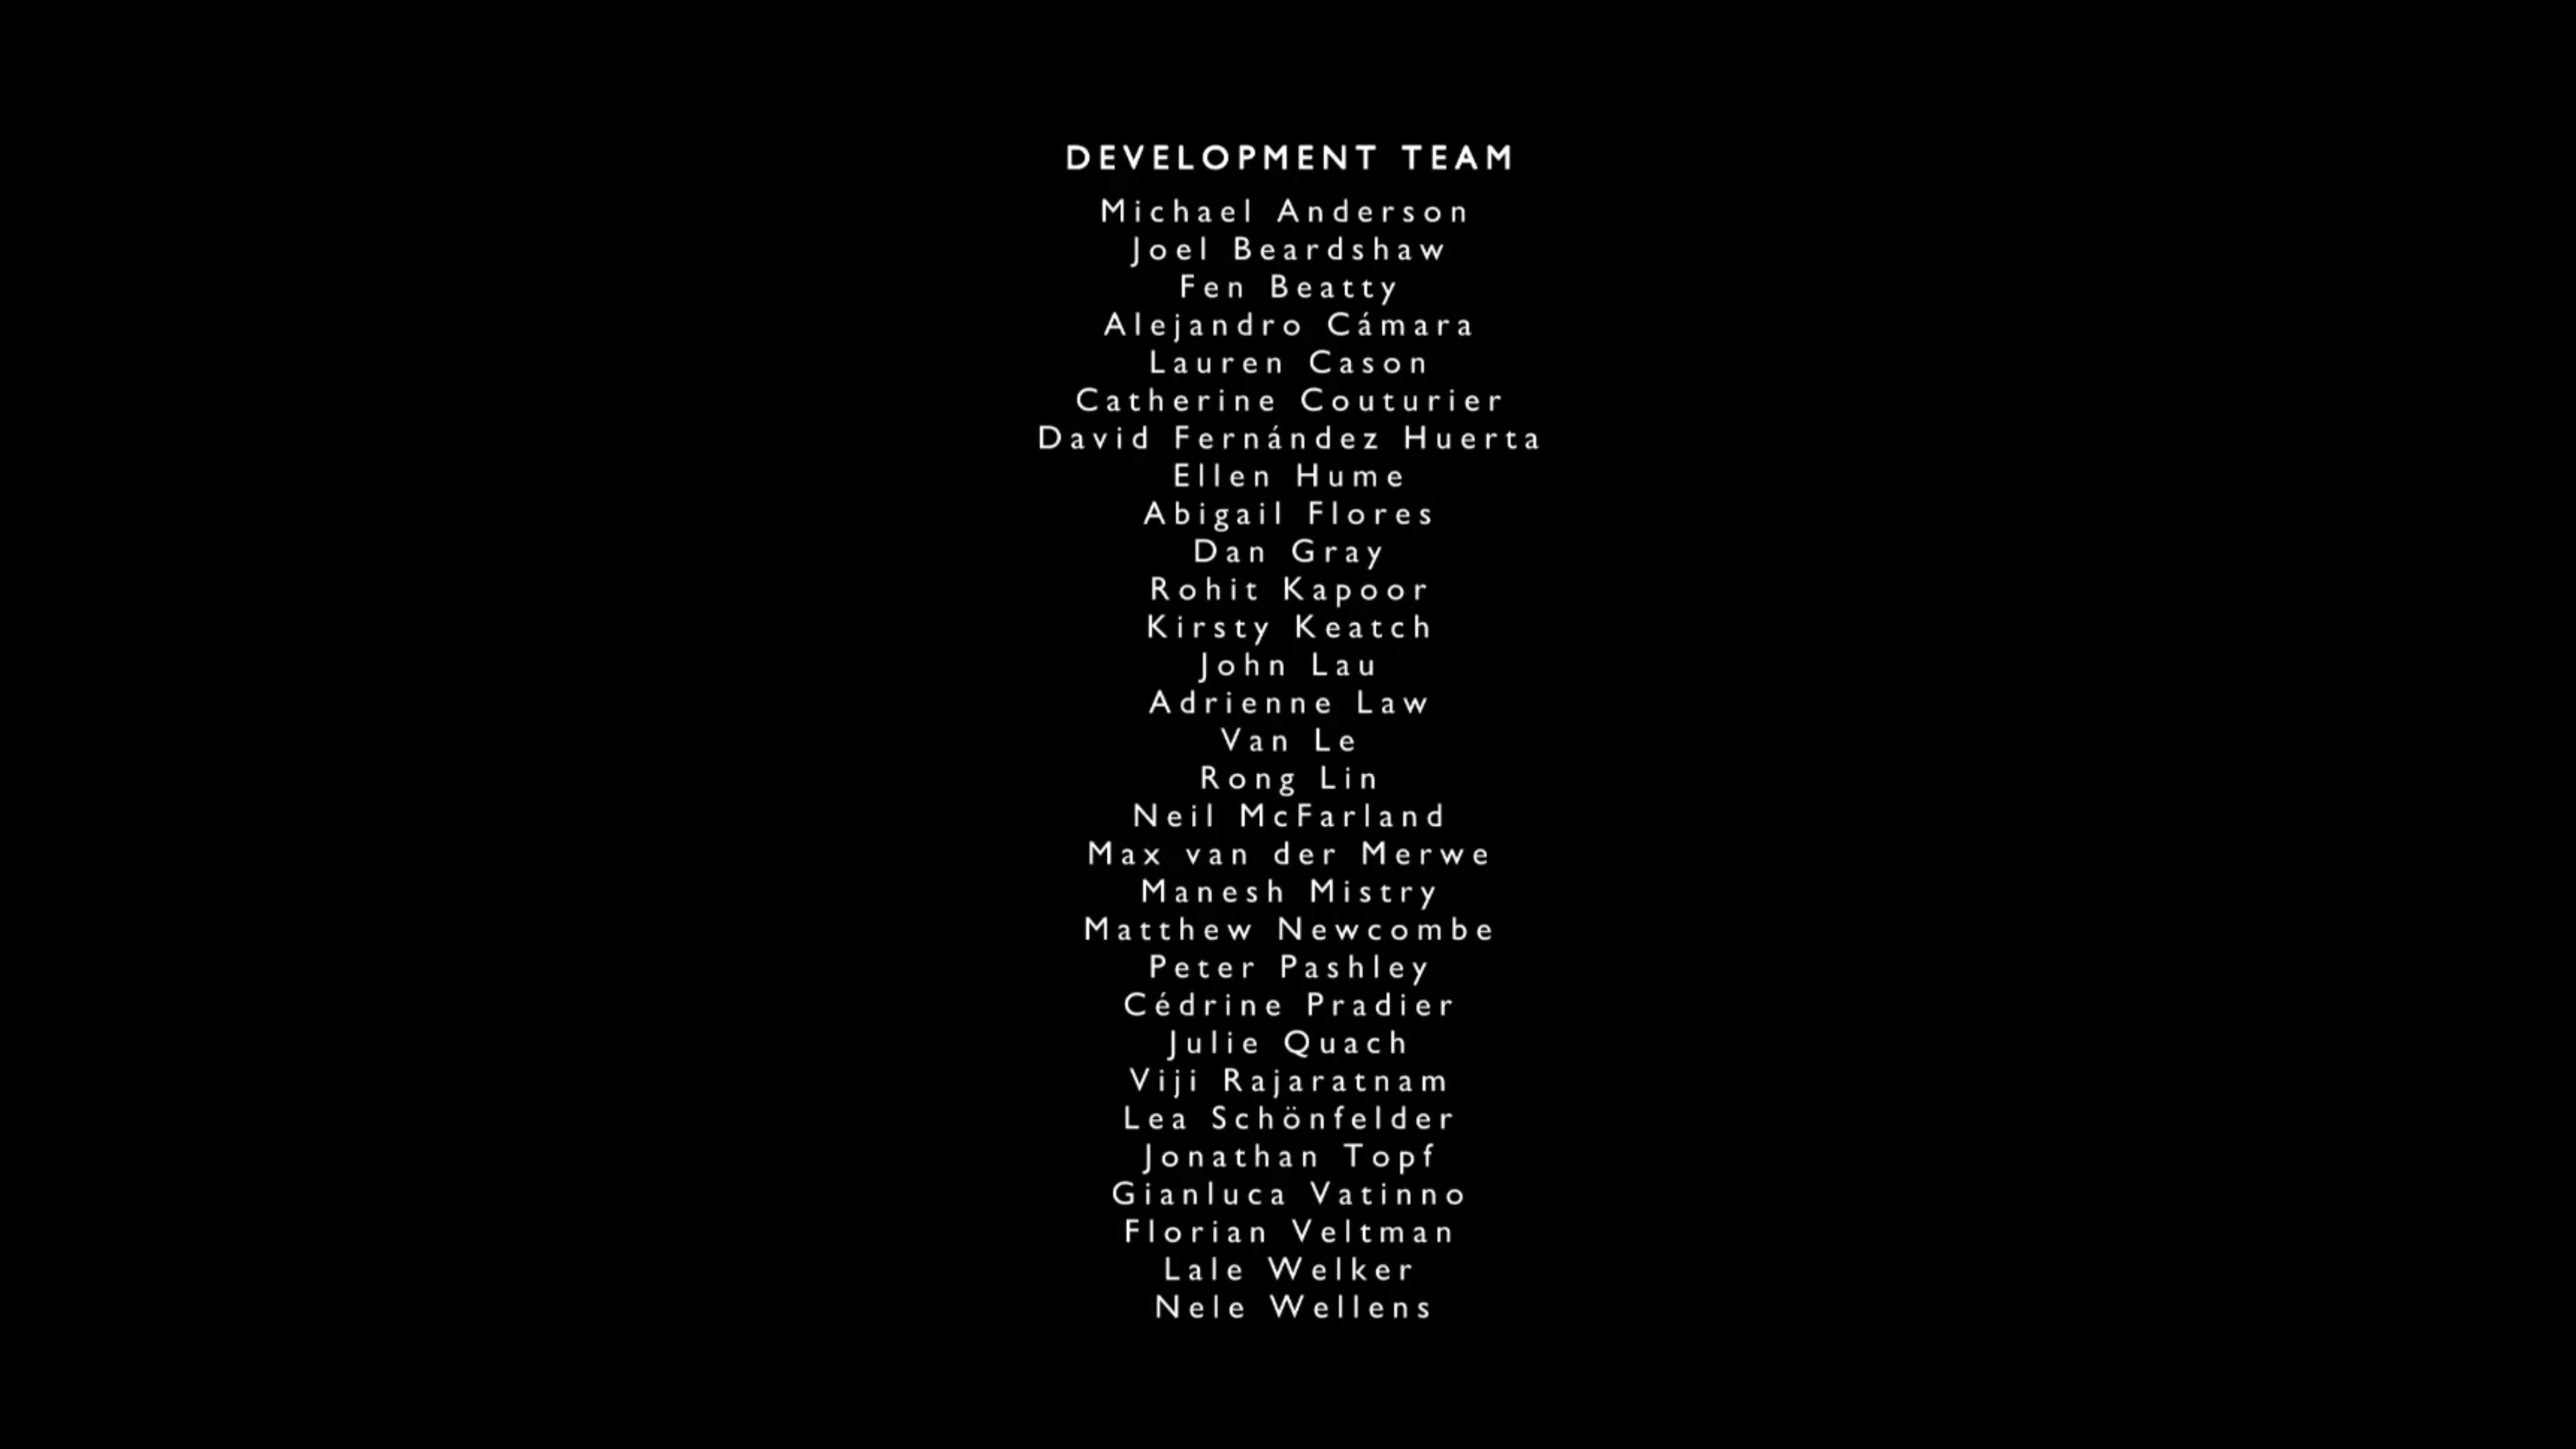 DEVELOPMENT TEAM
Michael Anderson
Joel Beardshaw
Fen Beatty
Alejandro Cámara
Lauren Cason
Catherine Couturier
David Fernández Huerta
Ellen Hume
Abigail Flores
Dan Gray
Rohit Kapoor
Kirsty Keatch
John Lau
Adrienne Law
Van Le
Rong Lin
Neil McFarland
Max van der Merwe
Manesh Mistry
Matthew Newcombe
Peter Pashley
Cédrine Pradier
Julie Quach
Viji Rajaratnam
Lea Schönfelder
Jonathan Topf
Gianluca Vatinno
Florian Veltman
Lale Welker
Nele Wellens